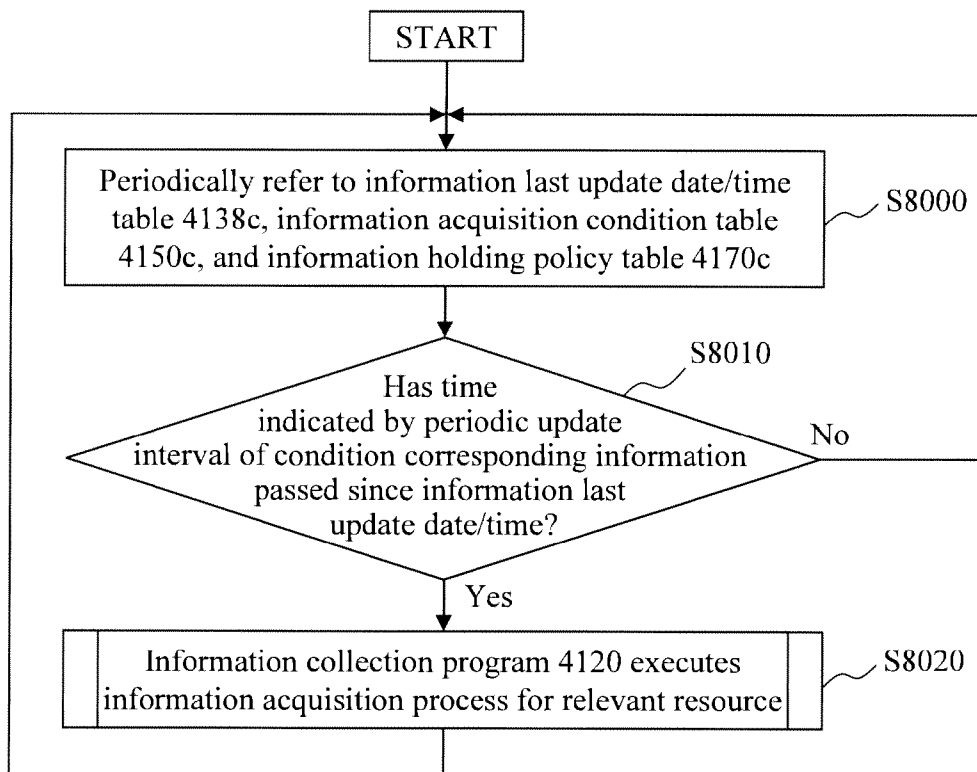 START
Periodically refer to information last update date/time
table 4138c, information acquisition condition table
4150c, and information holding policy table 4170c
S8000
S8010
Has time
indicated by periodic update
interval of condition corresponding information
passed since information last
update date/time?
No
Yes
Information collection program 4120 executes
information acquisition process for relevant resource
S8020